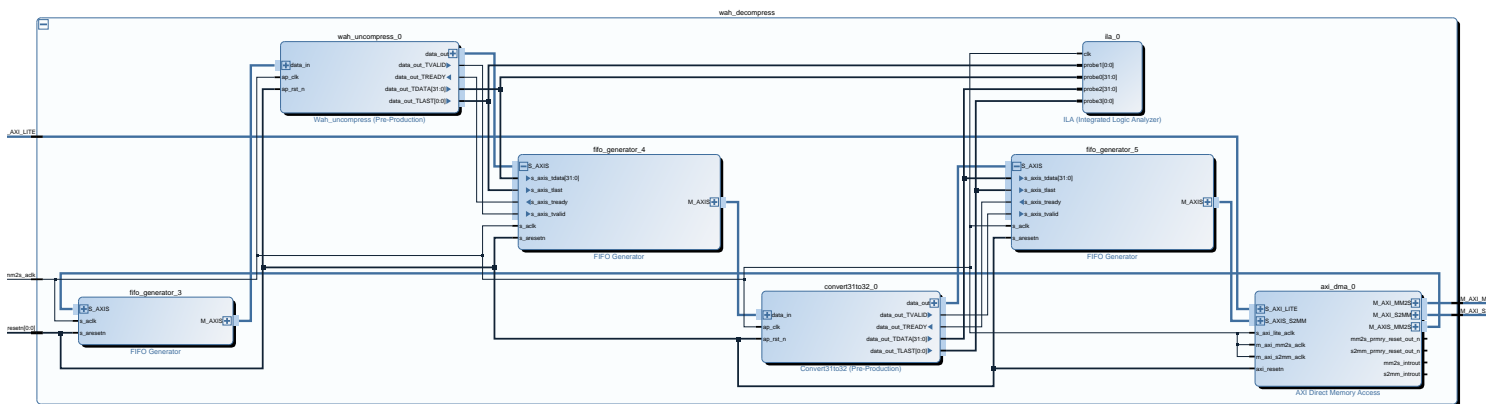 wah_decompress
wah_uncompress_0
data_in
ap_clk
ap_rst_n
data_out
data_out_TVALID
data_out_TREADY
data_out_TDATA[31:0]
data_out_TLAST[0:0]
Wah_uncompress (Pre-Production)
ila_0
clk
probe1[0:0]
probe0[31:0]
probe2[31:0]
probe3[0:0]
ILA (Integrated Logic Analyzer)
_AXI_LITE
fifo_generator_4
S_AXIS
s_axis_tdata[31:0]
s_axis_tlast
s_axis_tready
s_axis_tvalid
s_aclk
s_aresetn
M_AXIS
FIFO Generator
fifo_generator_5
S_AXIS
s_axis_tdata[31:0]
s_axis_tlast
s_axis_tready
s_axis_tvalid
s_aclk
s_aresetn
M_AXIS
FIFO Generator
mm2s_aclk
resetn[0:0]
fifo_generator_3
S_AXIS
s_aclk
s_aresetn
M_AXIS
FIFO Generator
convert31to32_0
data_in
ap_clk
ap_rst_n
data_out
data_out_TVALID
data_out_TREADY
data_out_TDATA[31:0]
data_out_TLAST[0:0]
Convert31to32 (Pre-Production)
axi_dma_0
S_AXI_LITE
S_AXIS_S2MM
s_axi_lite_aclk
m_axi_mm2s_aclk
m_axi_s2mm_aclk
axi_resetn
M_AXI_MM2S
M_AXI_S2MM
M_AXIS_MM2S
mm2s_prmry_reset_out_n
s2mm_prmry_reset_out_n
mm2s_introut
s2mm_introut
AXI Direct Memory Access
M_AXI_M
M_AXI_S